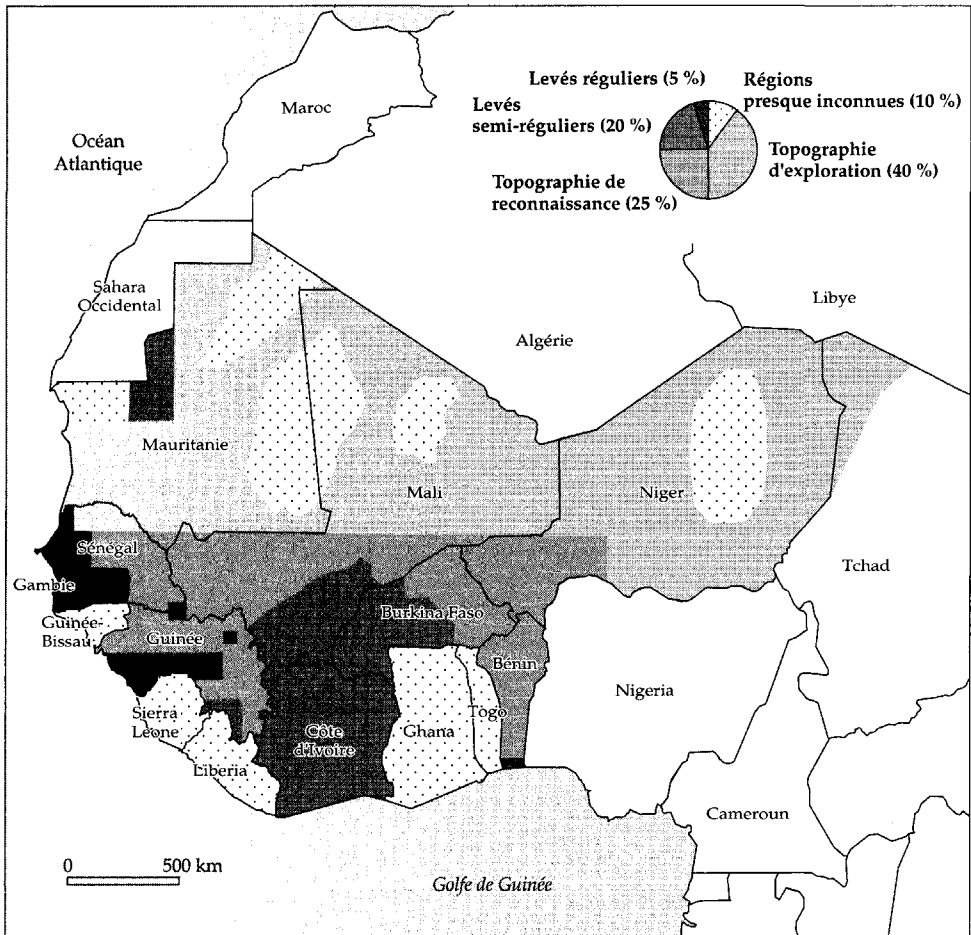 Levés réguliers (5 %)
Régions
presque inconnues (10 %)
Levés
semi-réguliers (20 %)
Topographie
d'exploration (40 %)
Topographie de
reconnaissance (25 %)
Maroc
Océan
Atlantique
Sahara
Occidental
Libye
Algérie
Mauritanie
Mali
Niger
Sénégal
Tchad
Gambie
Burkina Faso
Guinée-
Bissau
Guinée
Bénin
Nigeria
Sierra
Leone
Togo
Côte
d'Ivoire
Ghana
Liberia
Cameroun
0 500 km
Golfe de Guinée